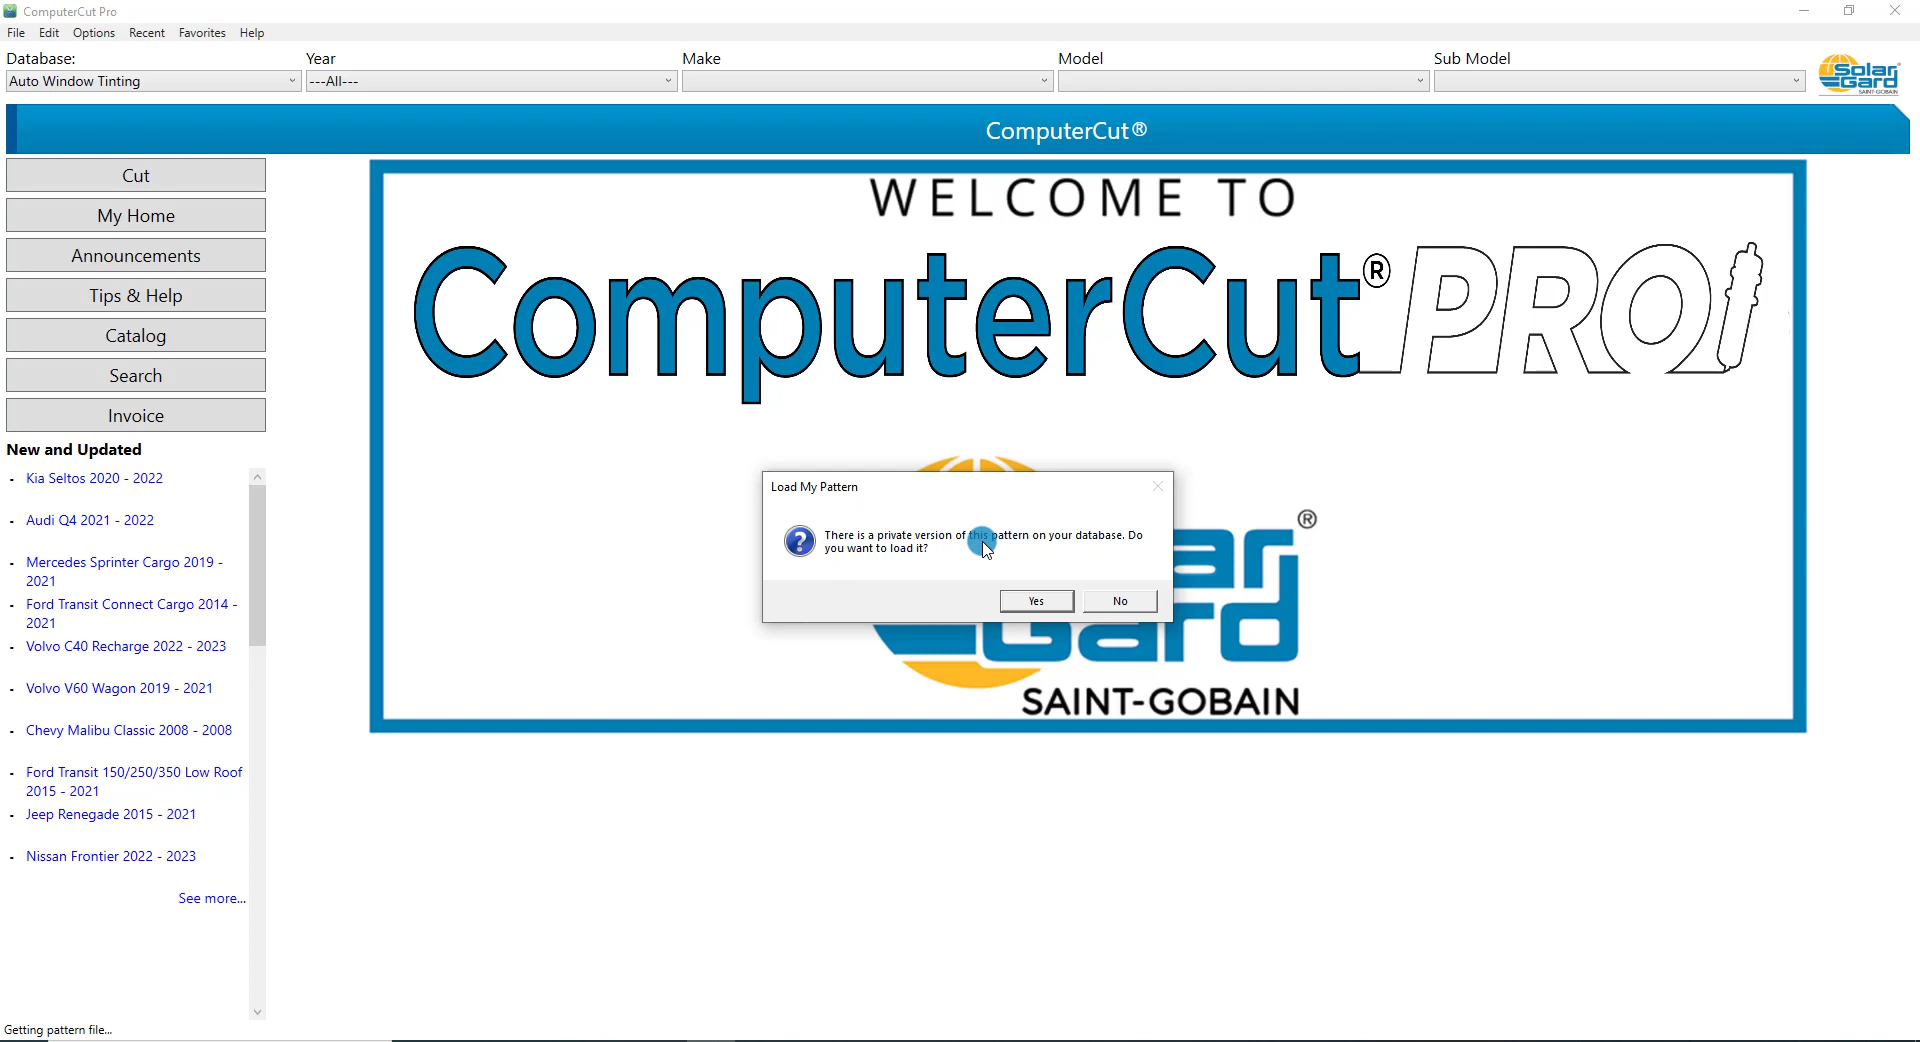 ComputerCut Pro
File Edit Options Recent Favorites Help
Database: Year Make Model Sub Model
Auto Window Tinting ---All---
Solar Gard SAINT-GOBAIN
ComputerCut®
Cut
My Home
Announcements
Tips & Help
Catalog
Search
Invoice
New and Updated
- Kia Seltos 2020 - 2022
- Audi Q4 2021 - 2022
- Mercedes Sprinter Cargo 2019 -
2021
- Ford Transit Connect Cargo 2014 -
2021
- Volvo C40 Recharge 2022 - 2023
- Volvo V60 Wagon 2019 - 2021
- Chevy Malibu Classic 2008 - 2008
- Ford Transit 150/250/350 Low Roof
2015 - 2021
- Jeep Renegade 2015 - 2021
- Nissan Frontier 2022 - 2023
See more...
WELCOME TO
ComputerCut® PRO
Load My Pattern
There is a private version of this pattern on your database. Do
you want to load it?
Yes No
ar ®
Gard
SAINT-GOBAIN
Getting pattern file...